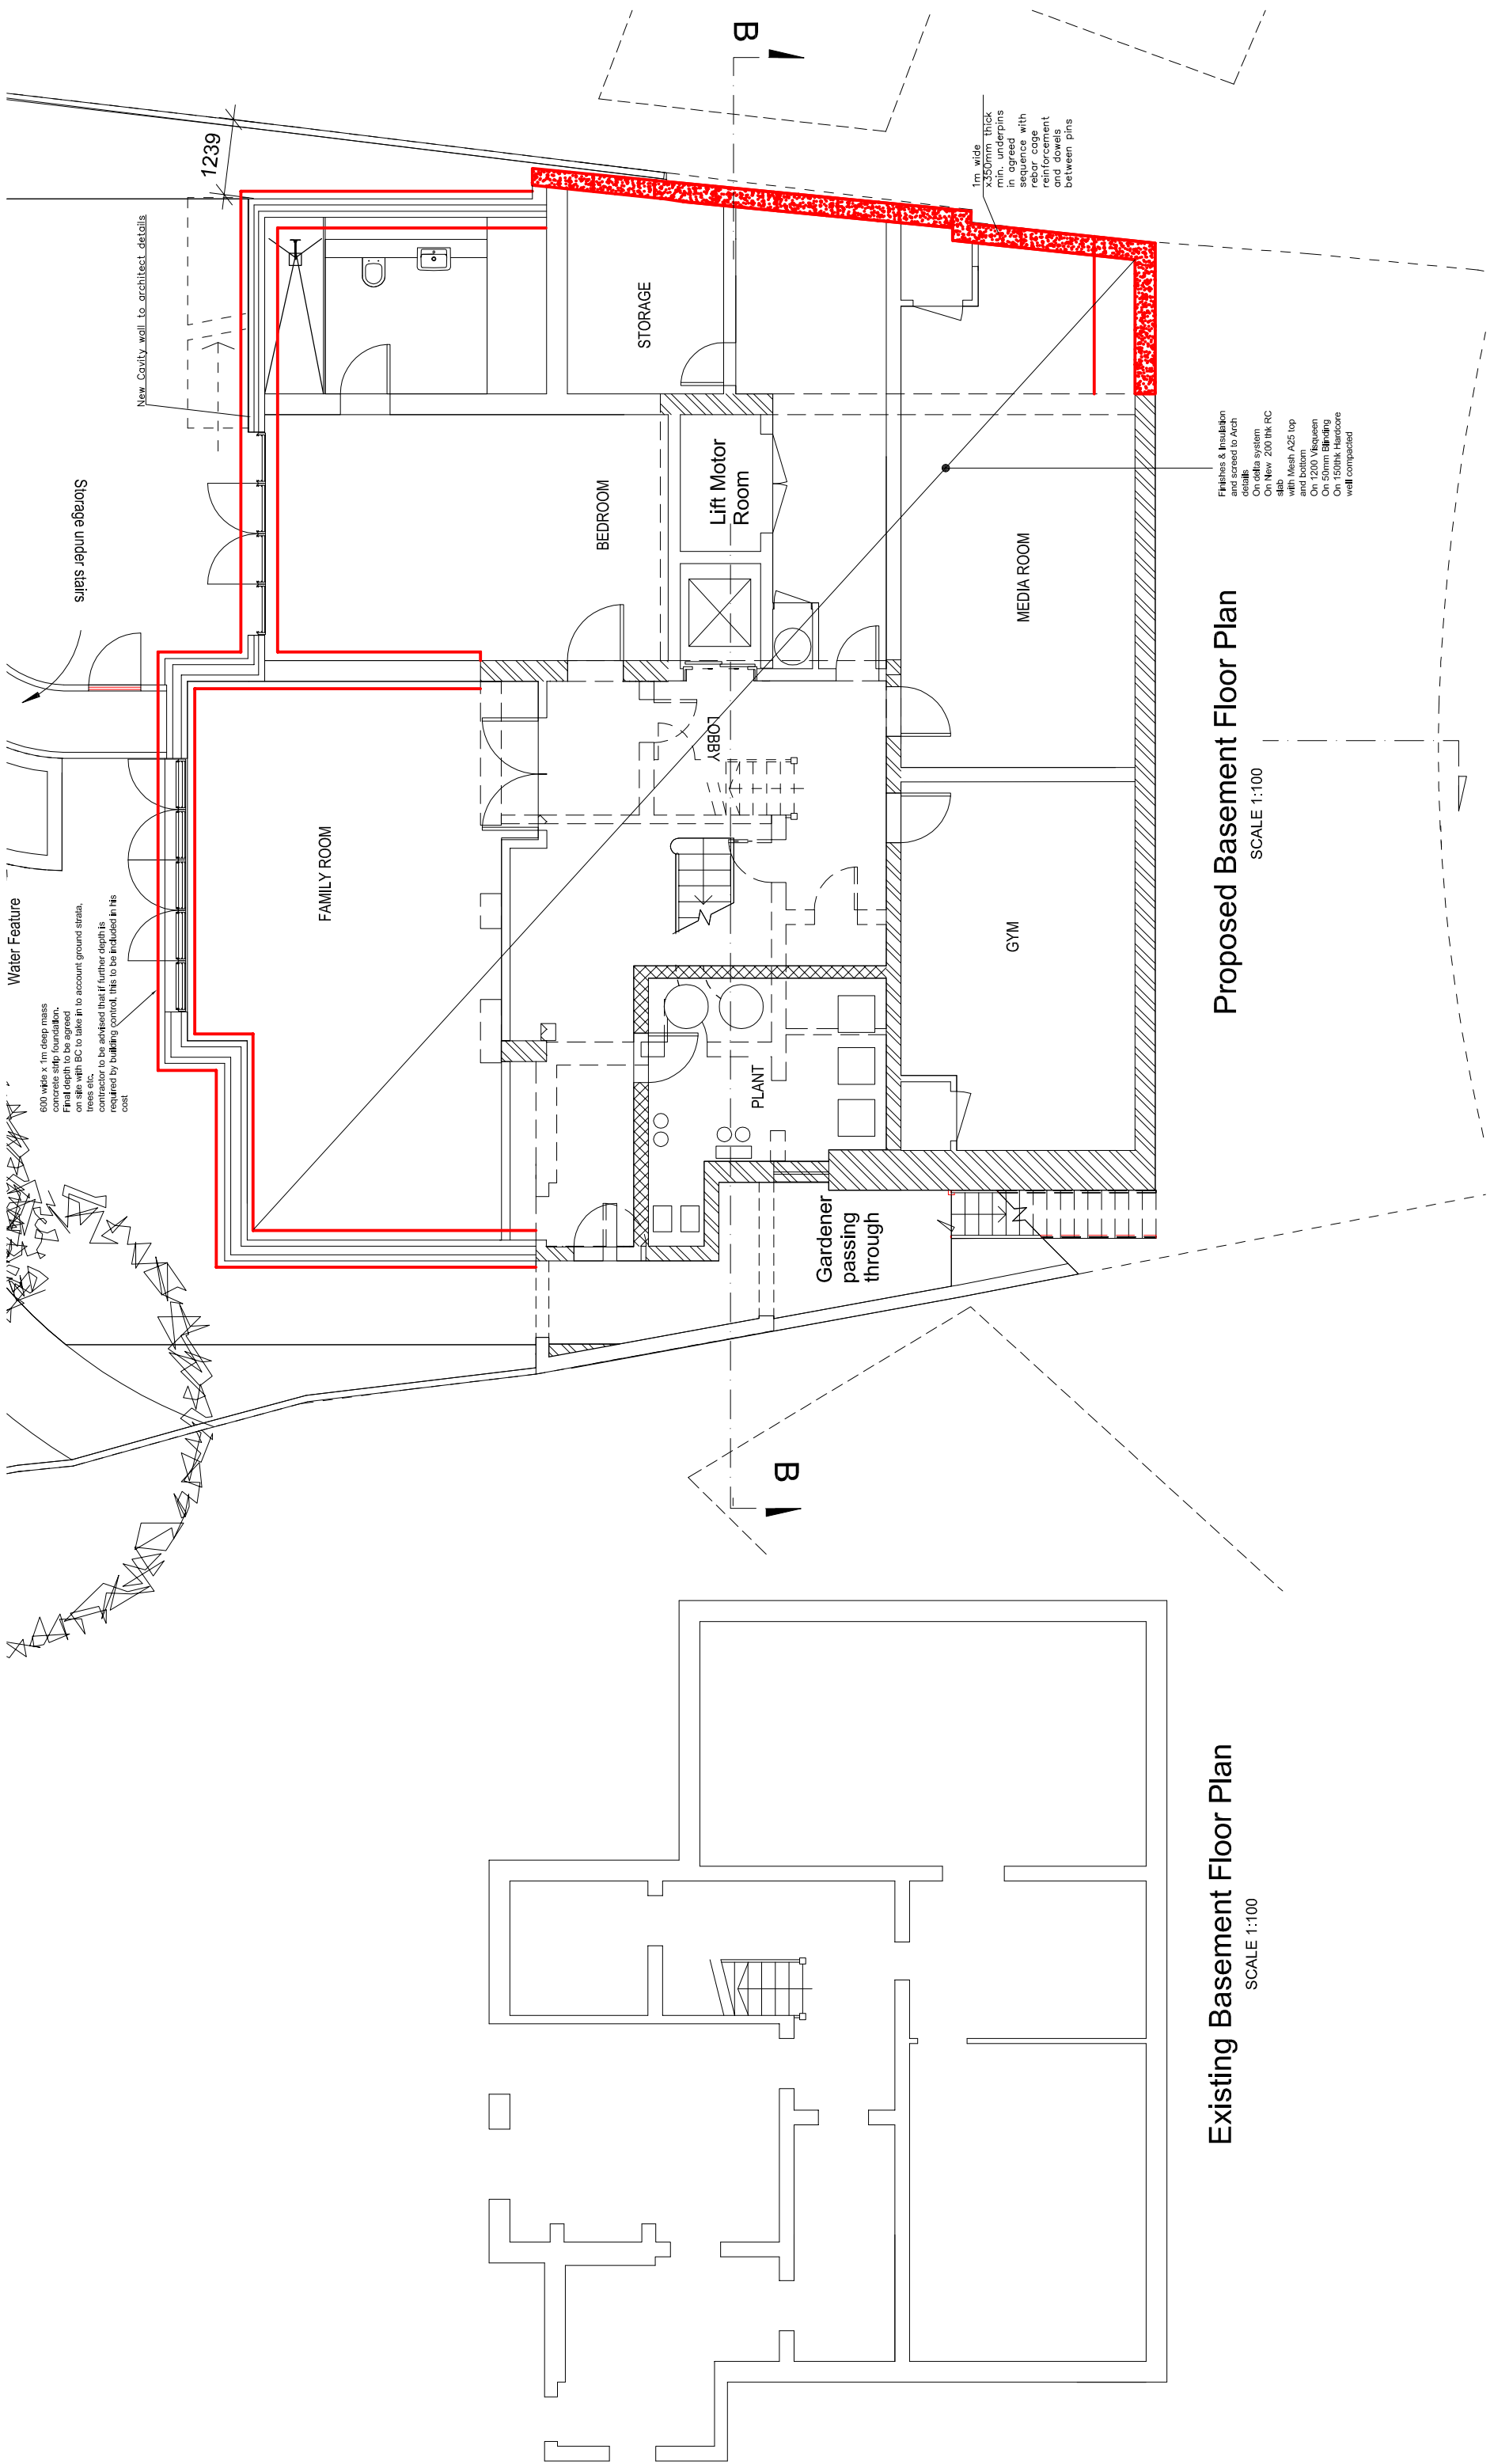 B
1239
1m wide
x350mm thick
min. underpins
in agreed
sequence with
rebar cage
reinforcement
and dowels
between pins
New Cavity wall to architect details
STORAGE
Finishes & Insulation
and screed to Arch
details
On delta system
On New 200 thk RC
slab
with Mesh A25 top
and bottom
On 1200 Visqueen
On 50mm Blinding
On 150thk Hardcore
well compacted
Storage under stairs
BEDROOM
Lift Motor
Room
MEDIA ROOM
LOBBY
FAMILY ROOM
GYM
Water Feature
600 wide x 1m deep mass
concrete strip foundation.
Final depth to be agreed
on site with BC to take in to account ground strata,
trees etc.
contractor to be advised that if further depth is
required by building control, this to be included in his
cost
PLANT
Gardener
passing
through
B
Proposed Basement Floor Plan
SCALE 1:100
Existing Basement Floor Plan
SCALE 1:100